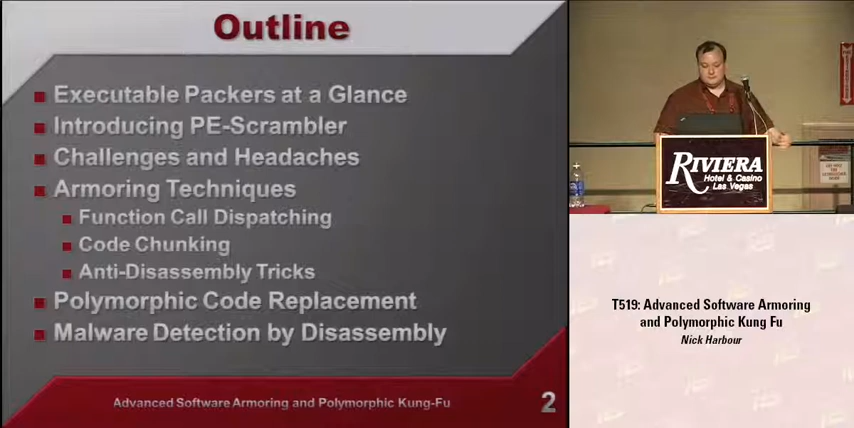 Outline
Executable Packers at a Glance
Introducing PE-Scrambler
Challenges and Headaches
Armoring Techniques
Function Call Dispatching
Code Chunking
Anti-Disassembly Tricks
Polymorphic Code Replacement
Malware Detection by Disassembly
Advanced Software Armoring and Polymorphic Kung-Fu
2
RIVIERA
Hotel & Casino
Las Vegas
T519: Advanced Software Armoring
and Polymorphic Kung Fu
Nick Harbour